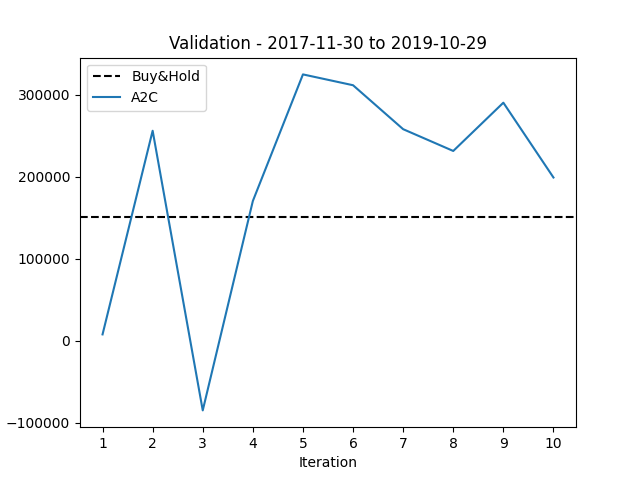 Validation - 2017-11-30 to 2019-10-29
Buy&Hold
A2C
300000
200000
100000
0
−100000
1 2 3 4 5 6 7 8 9 10
Iteration